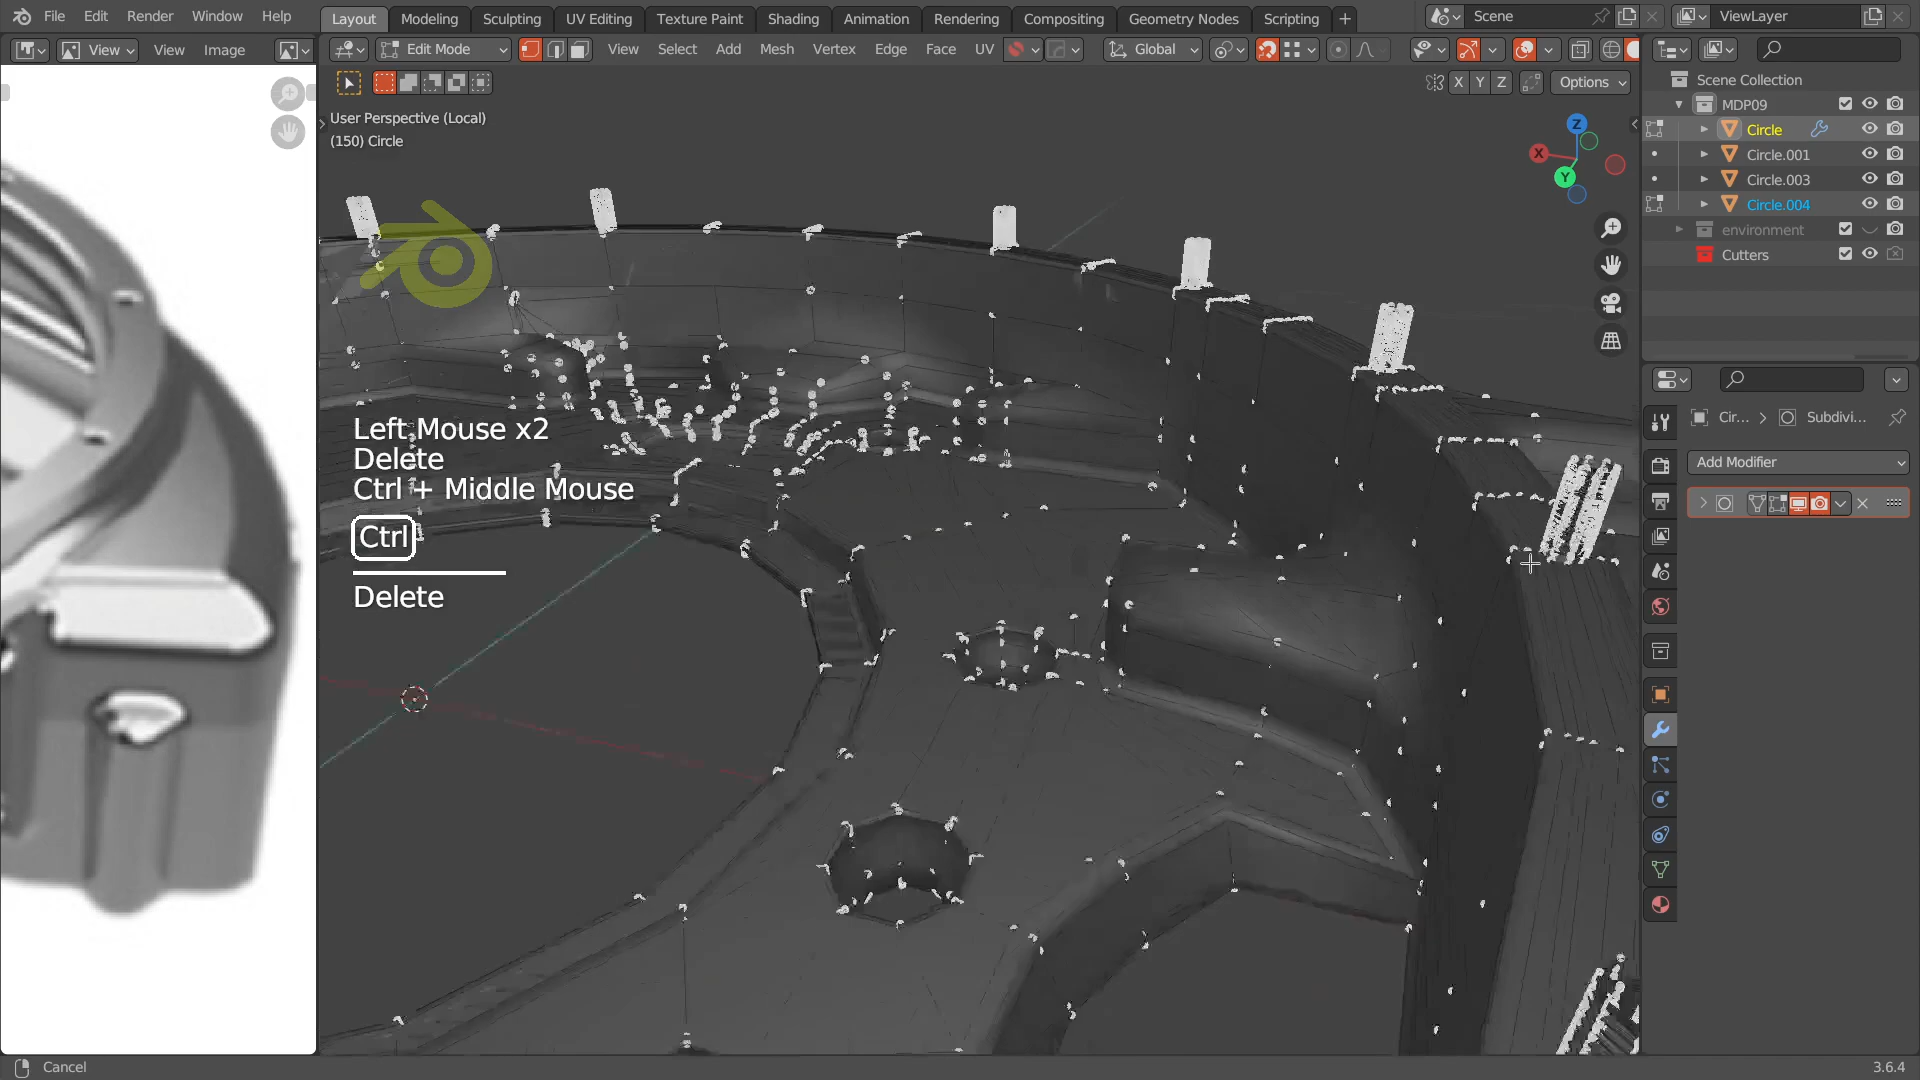 File Edit Render Window Help
Layout Modeling Sculpting UV Editing Texture Paint Shading Animation Rendering Compositing Geometry Nodes Scripting +
Scene
ViewLayer
View View Image
Edit Mode View Select Add Mesh Vertex Edge Face UV Global
X Y Z Options
User Perspective (Local)
(150) Circle
Z
X
Y
Scene Collection
MDP09
Circle
Circle.001
Circle.003
Circle.004
environment
Cutters
Cir... > Subdivi...
Add Modifier
Left Mouse x2
Delete
Ctrl + Middle Mouse
Ctrl
Delete
Cancel
3.6.4